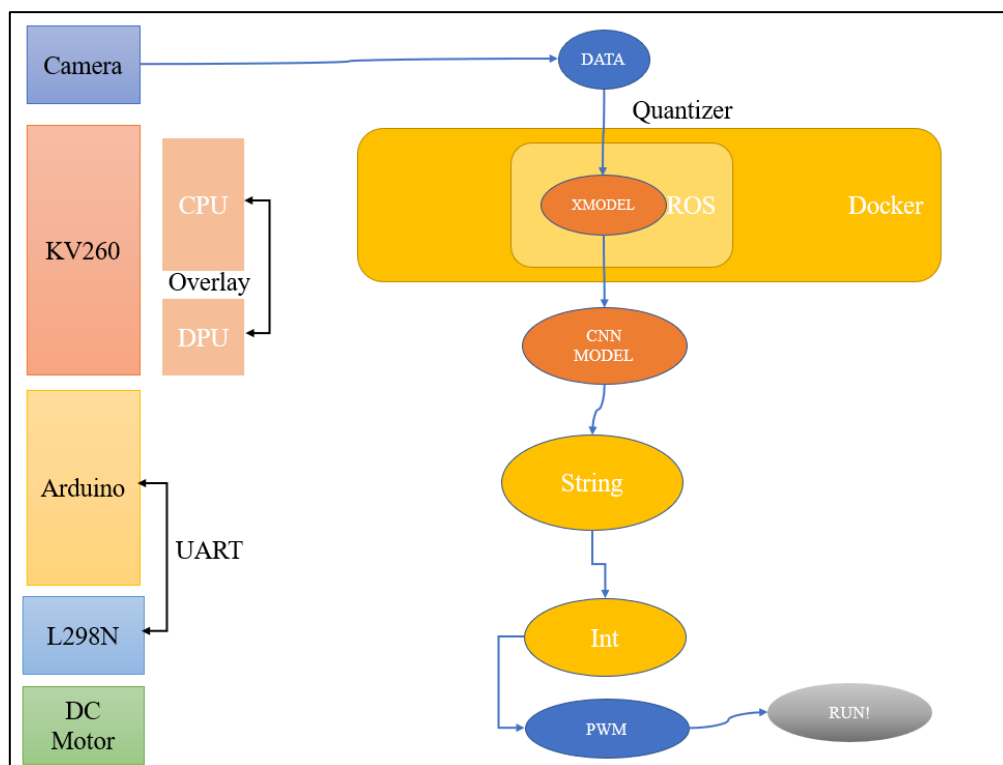 Camera
DATA
Quantizer
KV260
CPU
Overlay
DPU
XMODEL
ROS
Docker
CNN
MODEL
Arduino
UART
String
L298N
Int
DC
Motor
PWM
RUN!